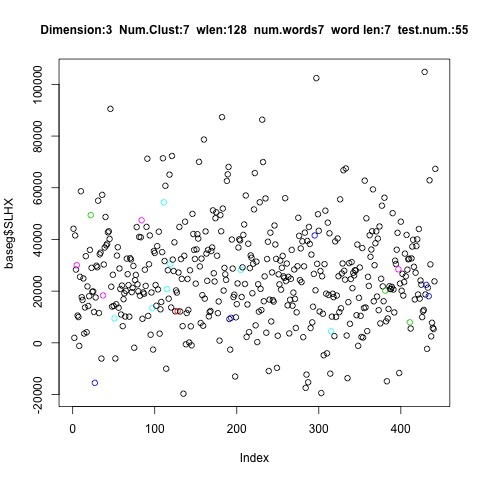 Dimension:3 Num.Clust:7 wlen:128 num.words7 word len:7 test.num.:55
baseg$SLHX
100000
80000
60000
40000
20000
0
-20000
0 100 200 300 400
Index